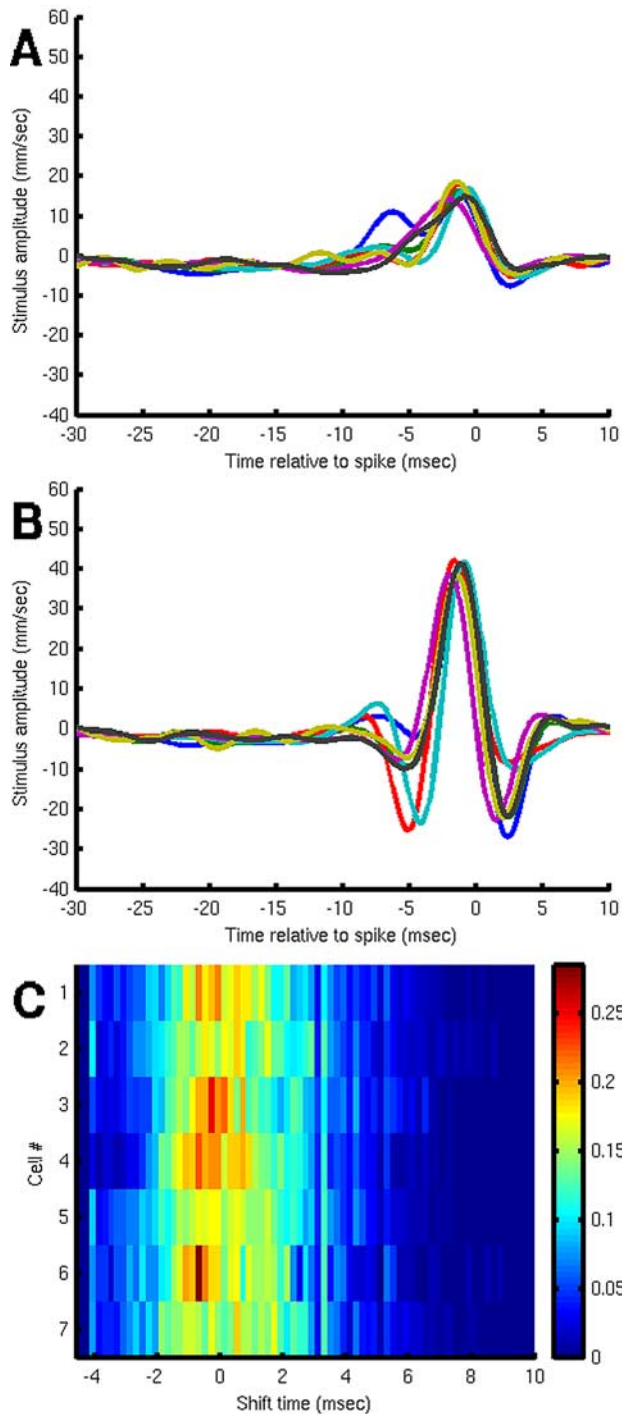 A
Stimulus amplitude (mm/sec)
60
50
40
30
20
10
0
-10
-20
-30
-40
-30 -25 -20 -15 -10 -5 0 5 10
Time relative to spike (msec)
B
Stimulus amplitude (mm/sec)
60
50
40
30
20
10
0
-10
-20
-30
-40
-30 -25 -20 -15 -10 -5 0 5 10
Time relative to spike (msec)
C
Cell #
1
2
3
4
5
6
7
-4 -2 0 2 4 6 8 10
Shift time (msec)
0.25
0.2
0.15
0.1
0.05
0